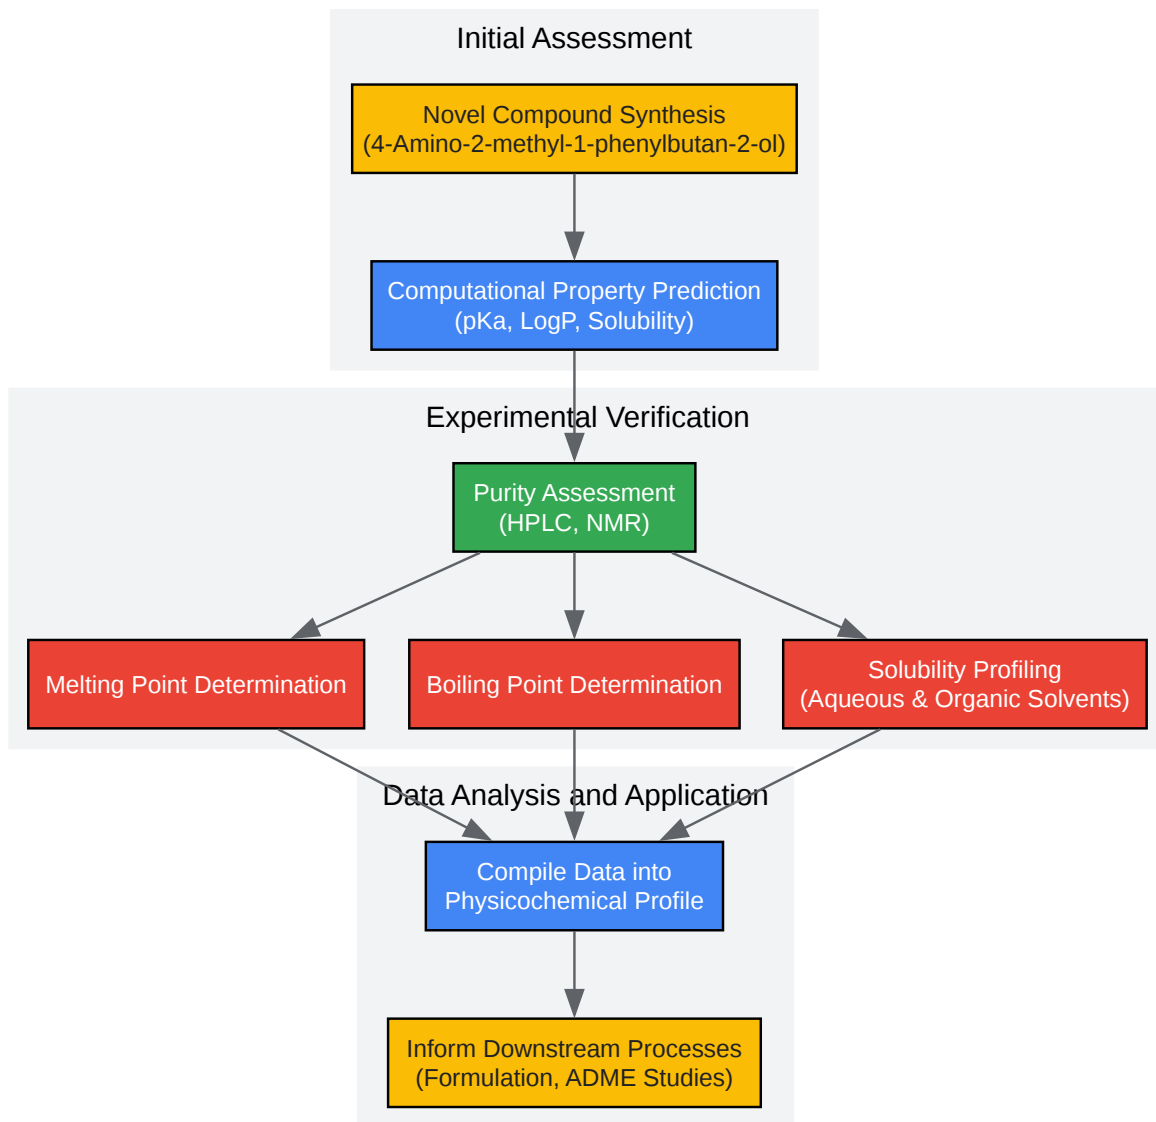 Initial Assessment
Novel Compound Synthesis
(4-Amino-2-methyl-1-phenylbutan-2-ol)
Computational Property Prediction
(pKa, LogP, Solubility)
Experimental Verification
Purity Assessment
(HPLC, NMR)
Melting Point Determination
Boiling Point Determination
Solubility Profiling
(Aqueous & Organic Solvents)
Data Analysis and Application
Compile Data into
Physicochemical Profile
Inform Downstream Processes
(Formulation, ADME Studies)